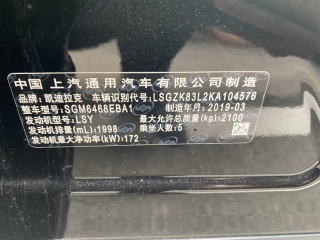 中国 上汽通用汽车有限公司制造
品牌：凯迪拉克 车辆识别代号：LSGZK83L2KA104576
整车型号：SGM6468EBA1 制造年月：2019-03
发动机型号：LSY 最大允许总质量(kg)：2100
发动机排量(mL)：1998 乘坐人数：5
发动机最大净功率(kW)：172